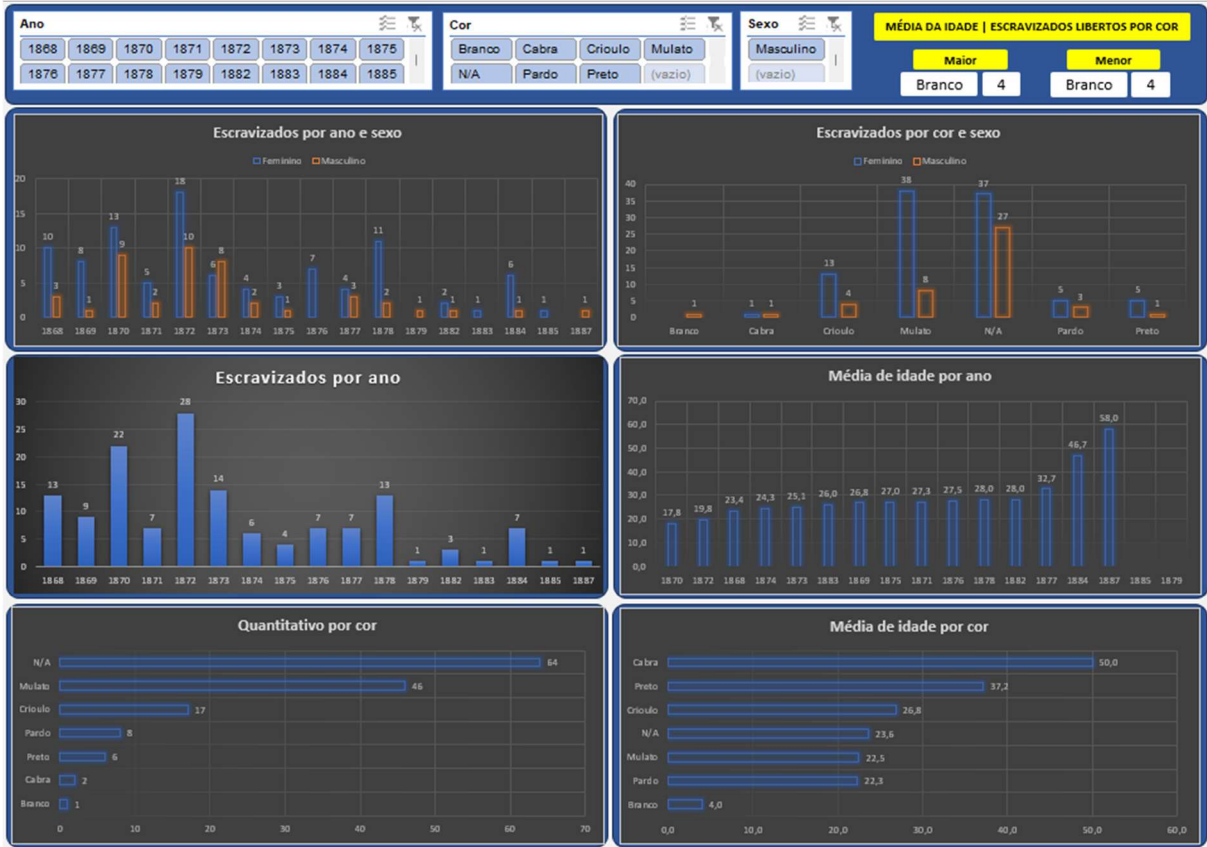 Ano
1868 1869 1870 1871 1872 1873 1874 1875
1876 1877 1878 1879 1882 1883 1884 1885
Cor
Branco Cabra Crioulo Mulato
N/A Pardo Preto (vazio)
Sexo
Masculino
(vazio)
MÉDIA DA IDADE | ESCRAVIZADOS LIBERTOS POR COR
Maior Menor
Branco 4 Branco 4
Escravizados por ano e sexo
Feminino Masculino
20
15
10
5
0
10 3 8 1 13 9 5 2 18 10 6 8 4 2 3 1 7 4 3 11 2 1 2 1 1 6 1 1 1
1868 1869 1870 1871 1872 1873 1874 1875 1876 1877 1878 1879 1882 1883 1884 1885 1887
Escravizados por cor e sexo
Feminino Masculino
40
35
30
25
20
15
10
5
0
1 1 1 13 4 38 8 37 27 5 3 5 1
Branco Cabra Crioulo Mulato N/A Pardo Preto
Escravizados por ano
30
25
20
15
10
5
0
13 9 22 7 28 14 6 4 7 7 13 1 3 1 7 1 1
1868 1869 1870 1871 1872 1873 1874 1875 1876 1877 1878 1879 1882 1883 1884 1885 1887
Média de idade por ano
70,0
60,0
50,0
40,0
30,0
20,0
10,0
0,0
17,8 19,8 23,4 24,3 25,1 26,0 26,8 27,0 27,3 27,5 28,0 28,0 32,7 46,7 58,0
1870 1872 1868 1874 1873 1883 1869 1875 1871 1876 1878 1882 1877 1884 1887 1885 1879
Quantitativo por cor
N/A 64
Mulato 46
Crioulo 17
Pardo 8
Preto 6
Cabra 2
Branco 1
0 10 20 30 40 50 60 70
Média de idade por cor
Cabra 50,0
Preto 37,2
Crioulo 26,8
N/A 23,6
Mulato 22,5
Pardo 22,3
Branco 4,0
0,0 10,0 20,0 30,0 40,0 50,0 60,0